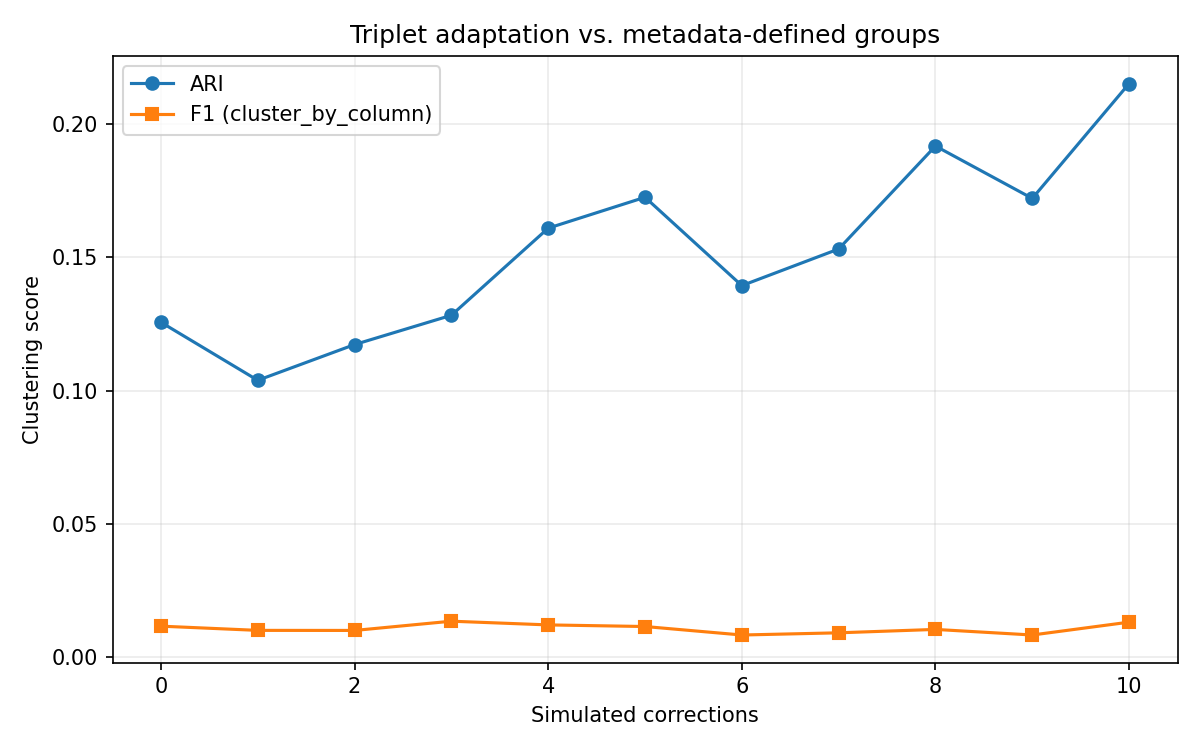 Triplet adaptation vs. metadata-defined groups
ARI
F1 (cluster_by_column)
Clustering score
0.20
0.15
0.10
0.05
0.00
0 2 4 6 8 10
Simulated corrections